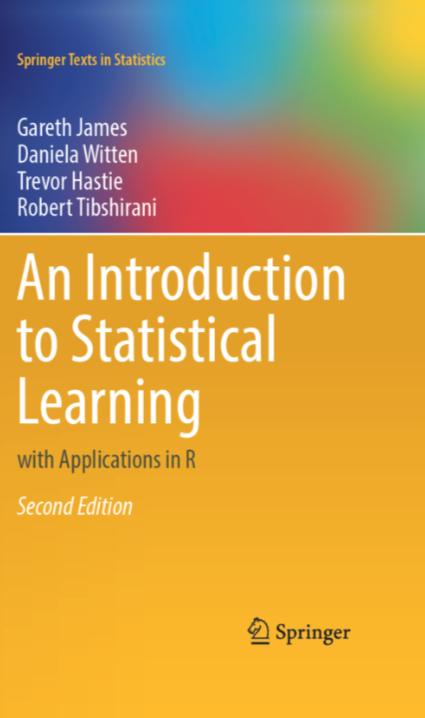 Springer Texts in Statistics
Gareth James
Daniela Witten
Trevor Hastie
Robert Tibshirani
An Introduction
to Statistical
Learning
with Applications in R
Second Edition
Springer